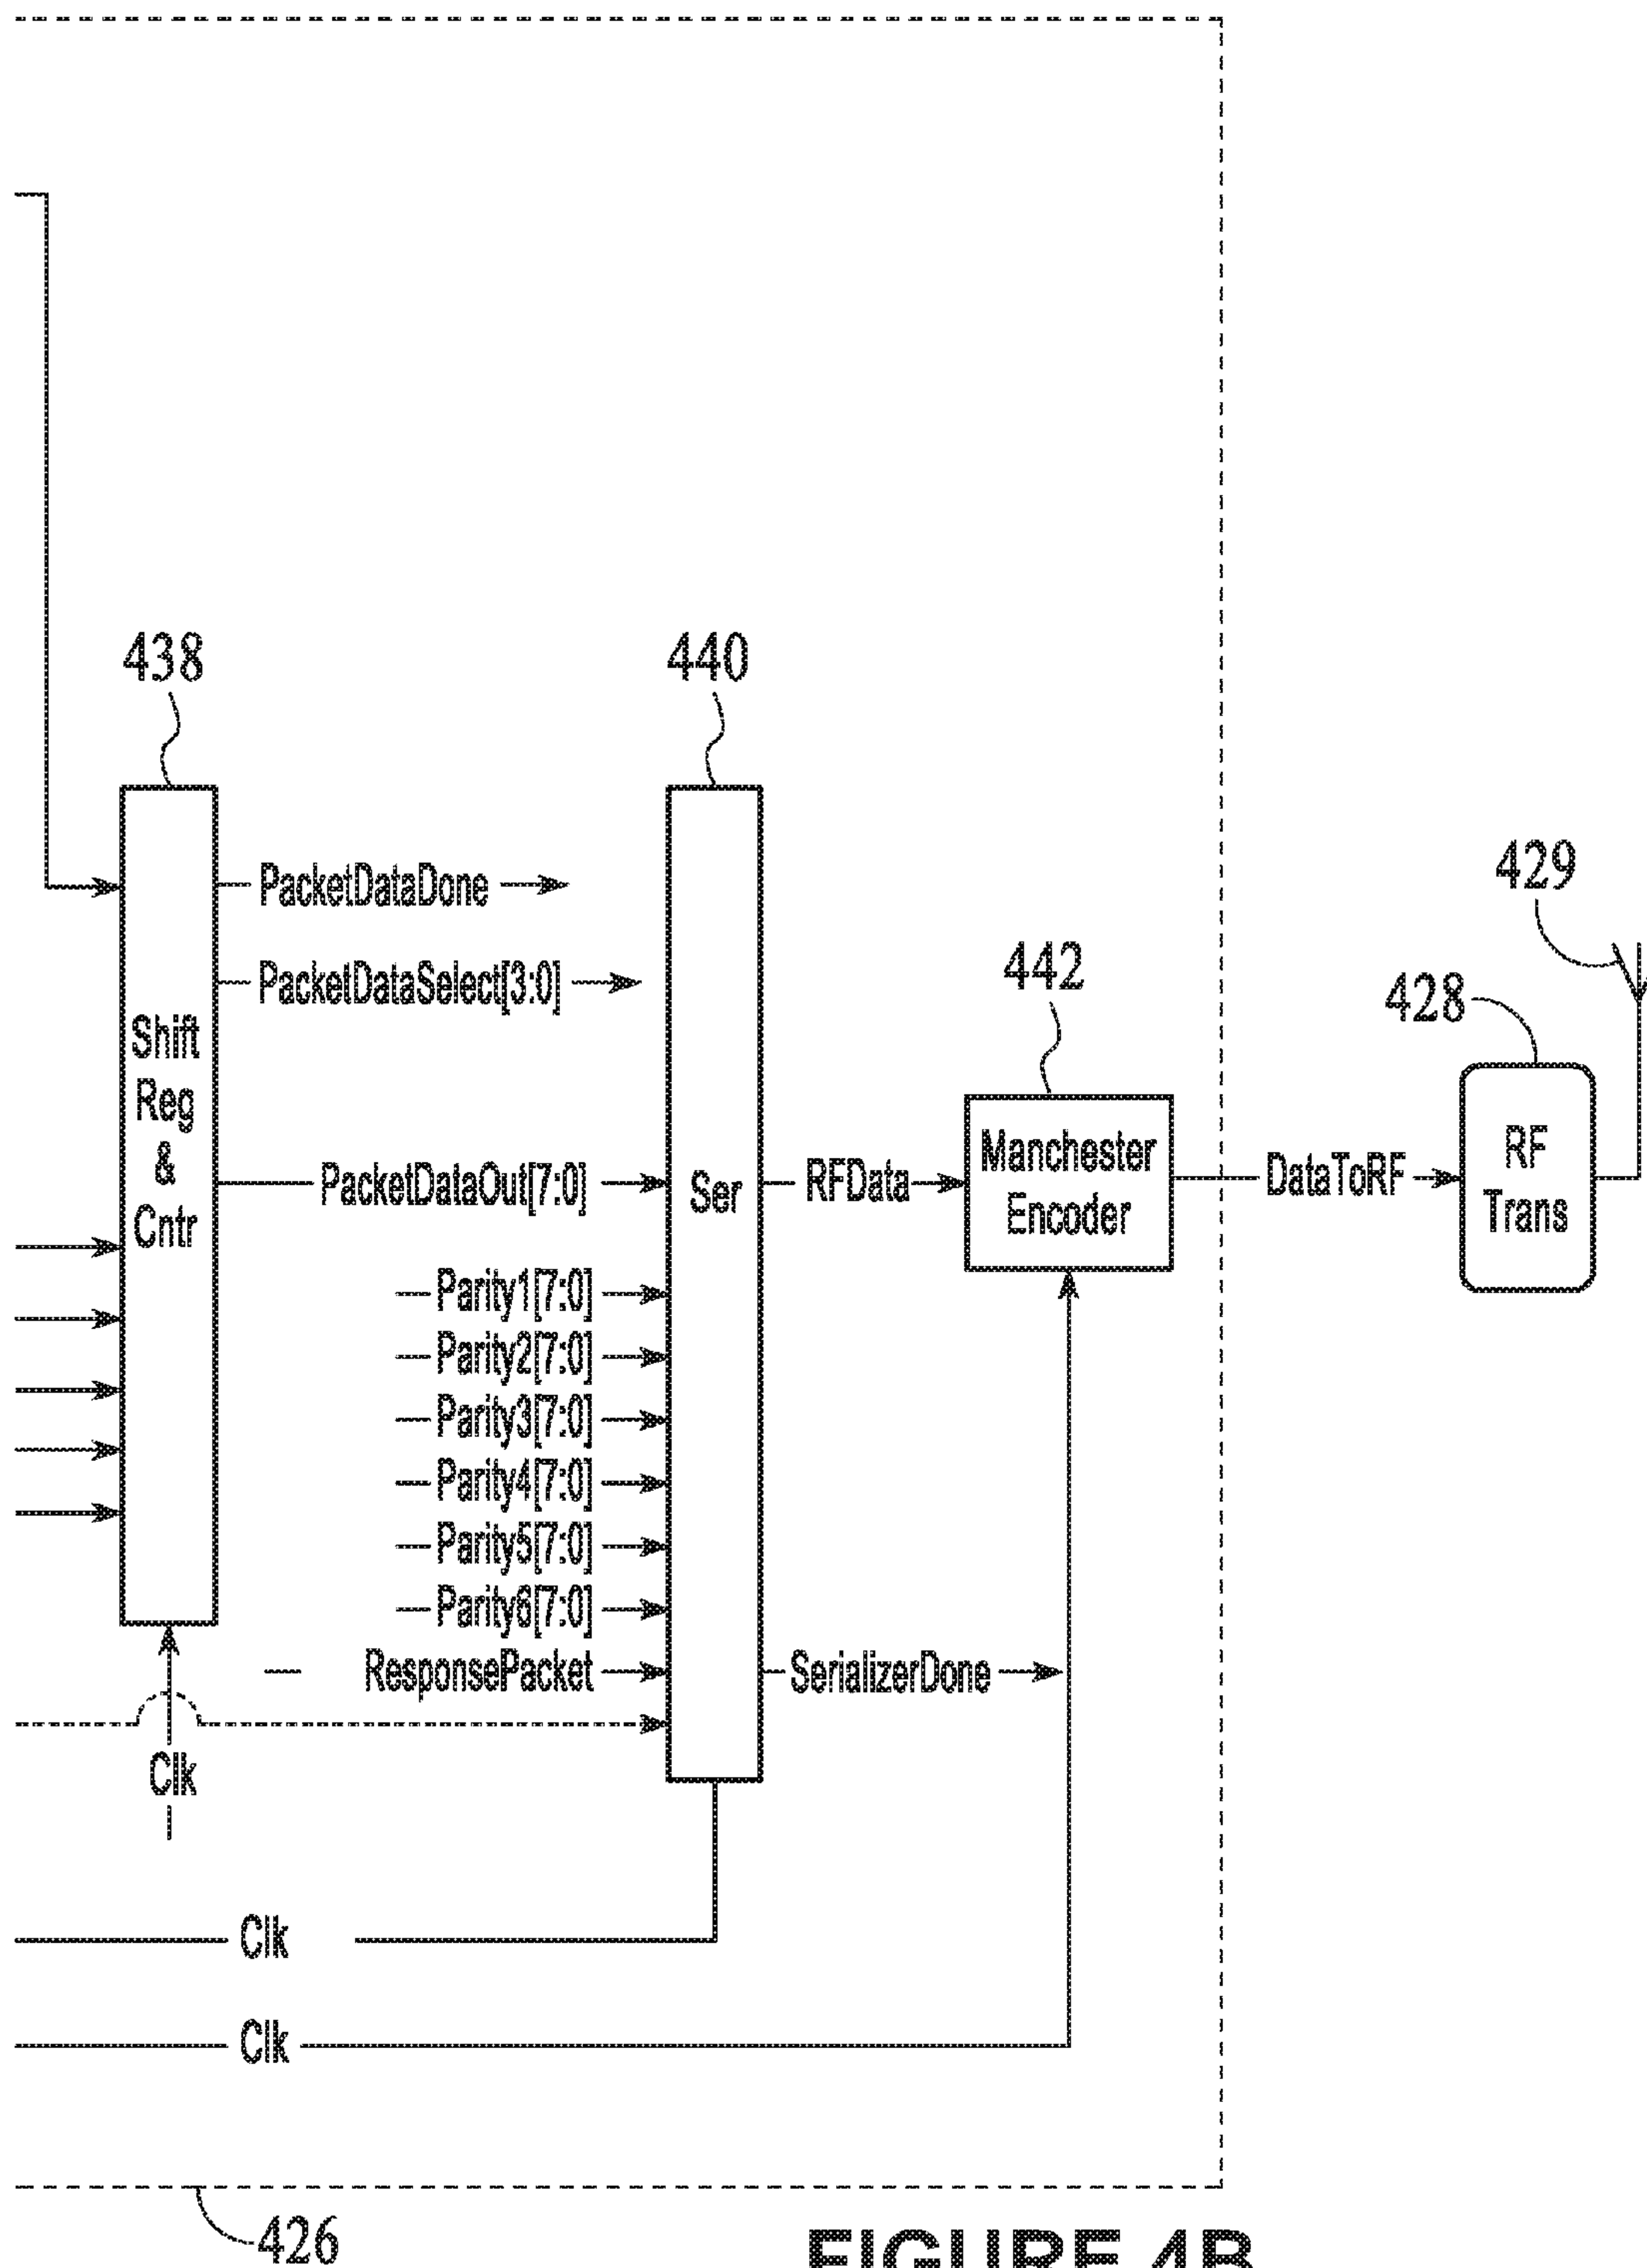 438
440
PacketDataDone
429
442
PacketDataSelect[3:0]
428
Shift
Reg
&
Cntr
Manchester
Encoder
RF
Trans
PacketDataOut[7:0]
Ser
RFData
DataToRF
Parity1[7:0]
Parity2[7:0]
Parity3[7:0]
Parity4[7:0]
Parity5[7:0]
Parity6[7:0]
ResponsePacket
SerializerDone
Clk
Clk
Clk
426
FIGURE 4B